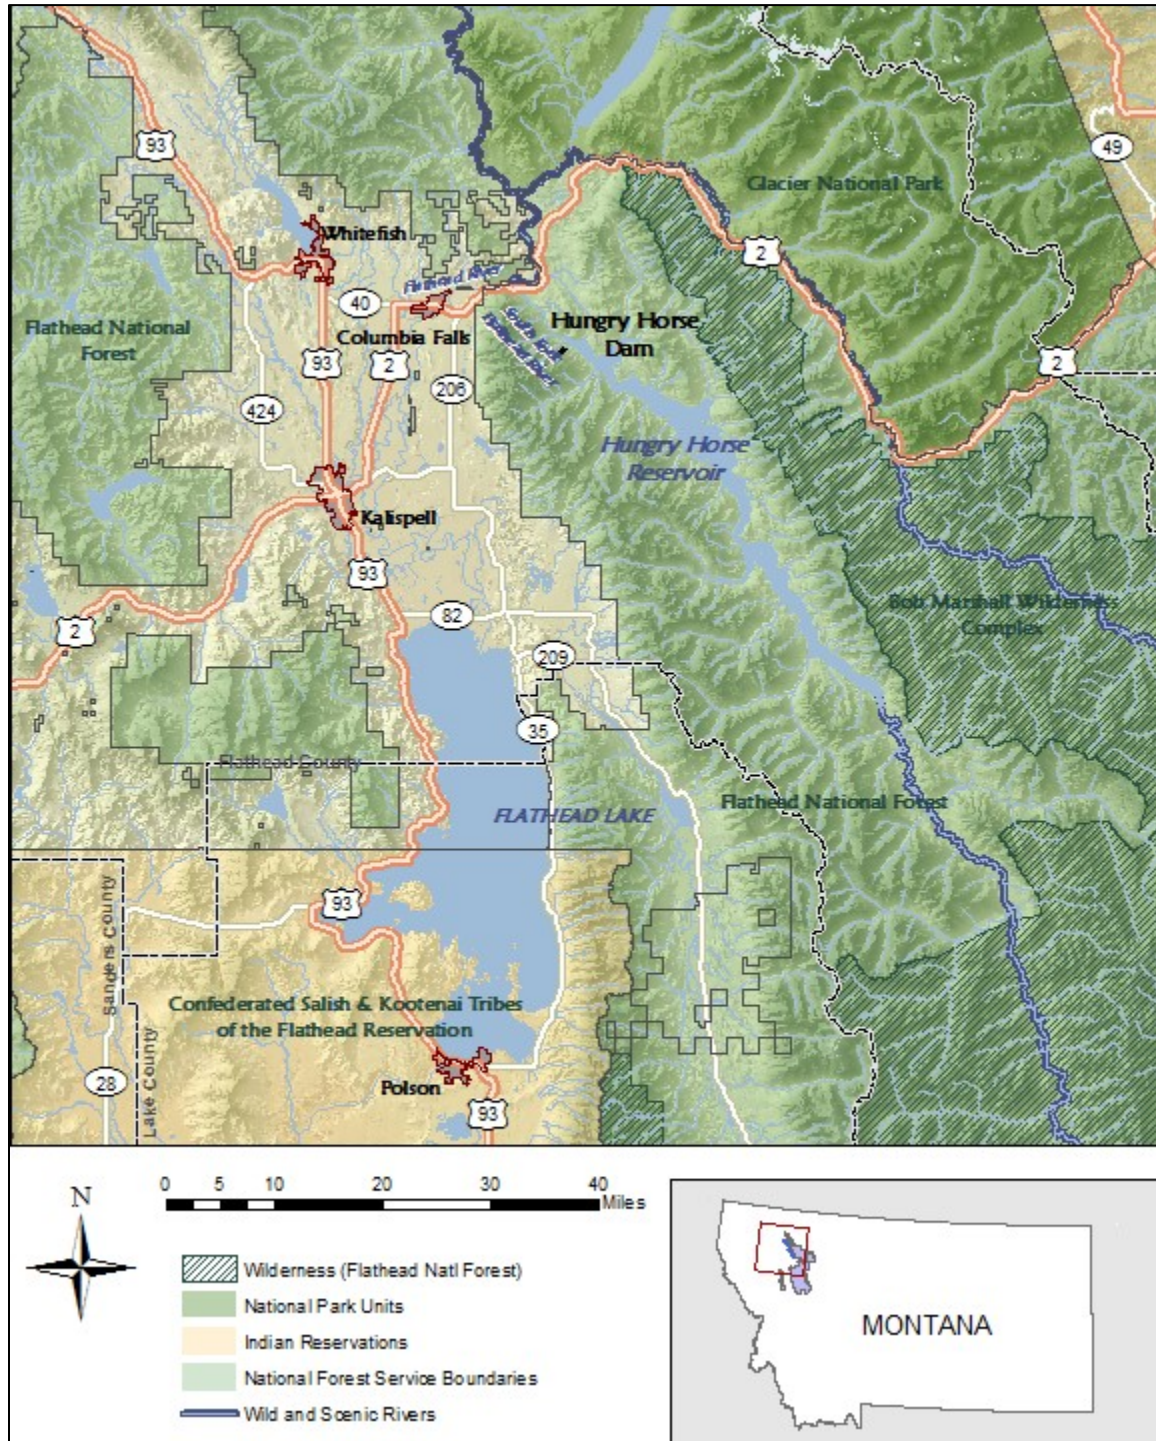 93
49
Glacier National Park
Whitefish
2
Flathead River
40
Hungry Horse
Dam
South Fork
Flathead River
Flathead National
Forest
Columbia Falls
93
2
2
206
424
Hungry Horse
Reservoir
Kalispell
93
Bob Marshall Wilderness
Complex
82
2
209
35
Flathead County
FLATHEAD LAKE
Flathead National Forest
93
Sanders County
Confederated Salish & Kootenai Tribes
of the Flathead Reservation
Lake County
28
Polson
93
N
0 5 10 20 30 40
Miles
Wilderness (Flathead Natl Forest)
National Park Units
Indian Reservations
National Forest Service Boundaries
Wild and Scenic Rivers
MONTANA